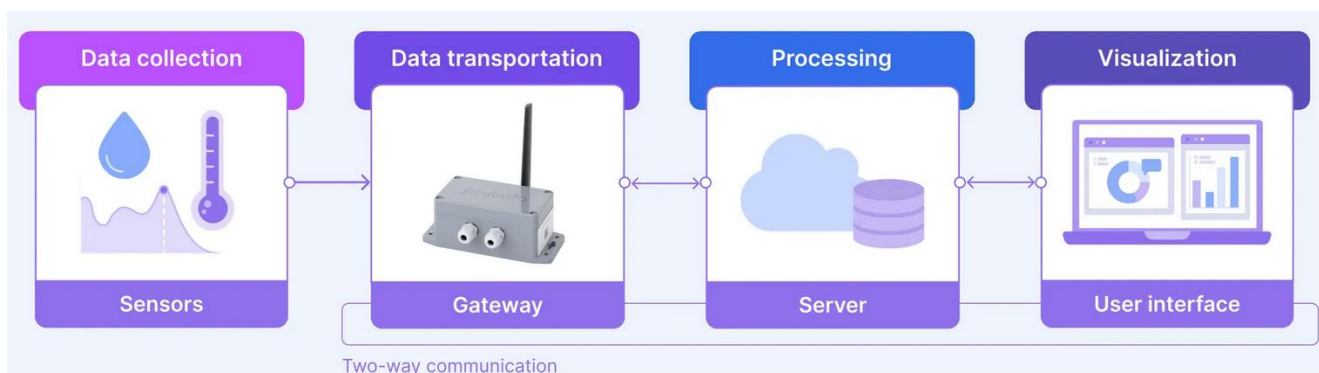 Data collection
Data transportation
Processing
Visualization
Sensors
Gateway
Server
User interface
Two-way communication